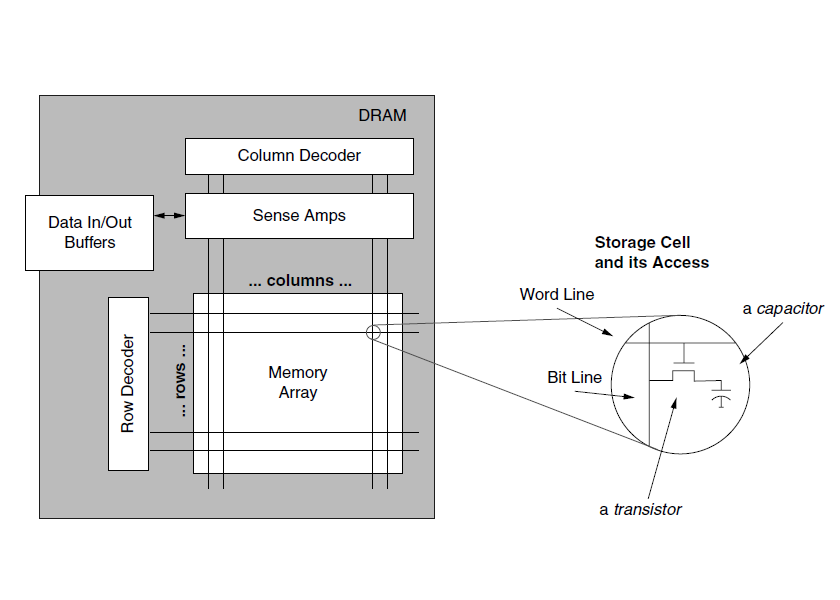 DRAM
Column Decoder
Data In/Out
Buffers
Sense Amps
... columns ...
Row Decoder
... rows ...
Memory
Array
Storage Cell
and its Access
Word Line
a capacitor
Bit Line
a transistor